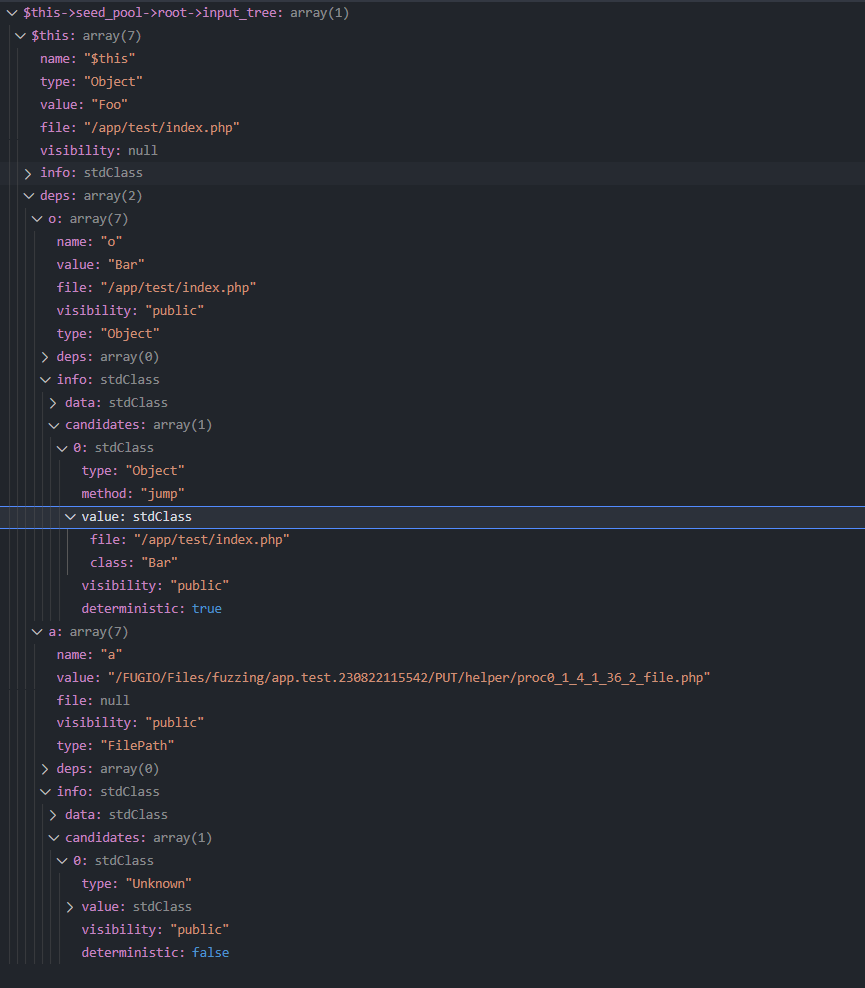 $this->seed_pool->root->input_tree: array(1)
$this: array(7)
name: "$this"
type: "Object"
value: "Foo"
file: "/app/test/index.php"
visibility: null
info: stdClass
deps: array(2)
o: array(7)
name: "o"
value: "Bar"
file: "/app/test/index.php"
visibility: "public"
type: "Object"
deps: array(0)
info: stdClass
data: stdClass
candidates: array(1)
0: stdClass
type: "Object"
method: "jump"
value: stdClass
file: "/app/test/index.php"
class: "Bar"
visibility: "public"
deterministic: true
a: array(7)
name: "a"
value: "/FUGIO/Files/fuzzing/app.test.230822115542/PUT/helper/proc0_1_4_1_36_2_file.php"
file: null
visibility: "public"
type: "FilePath"
deps: array(0)
info: stdClass
data: stdClass
candidates: array(1)
0: stdClass
type: "Unknown"
value: stdClass
visibility: "public"
deterministic: false